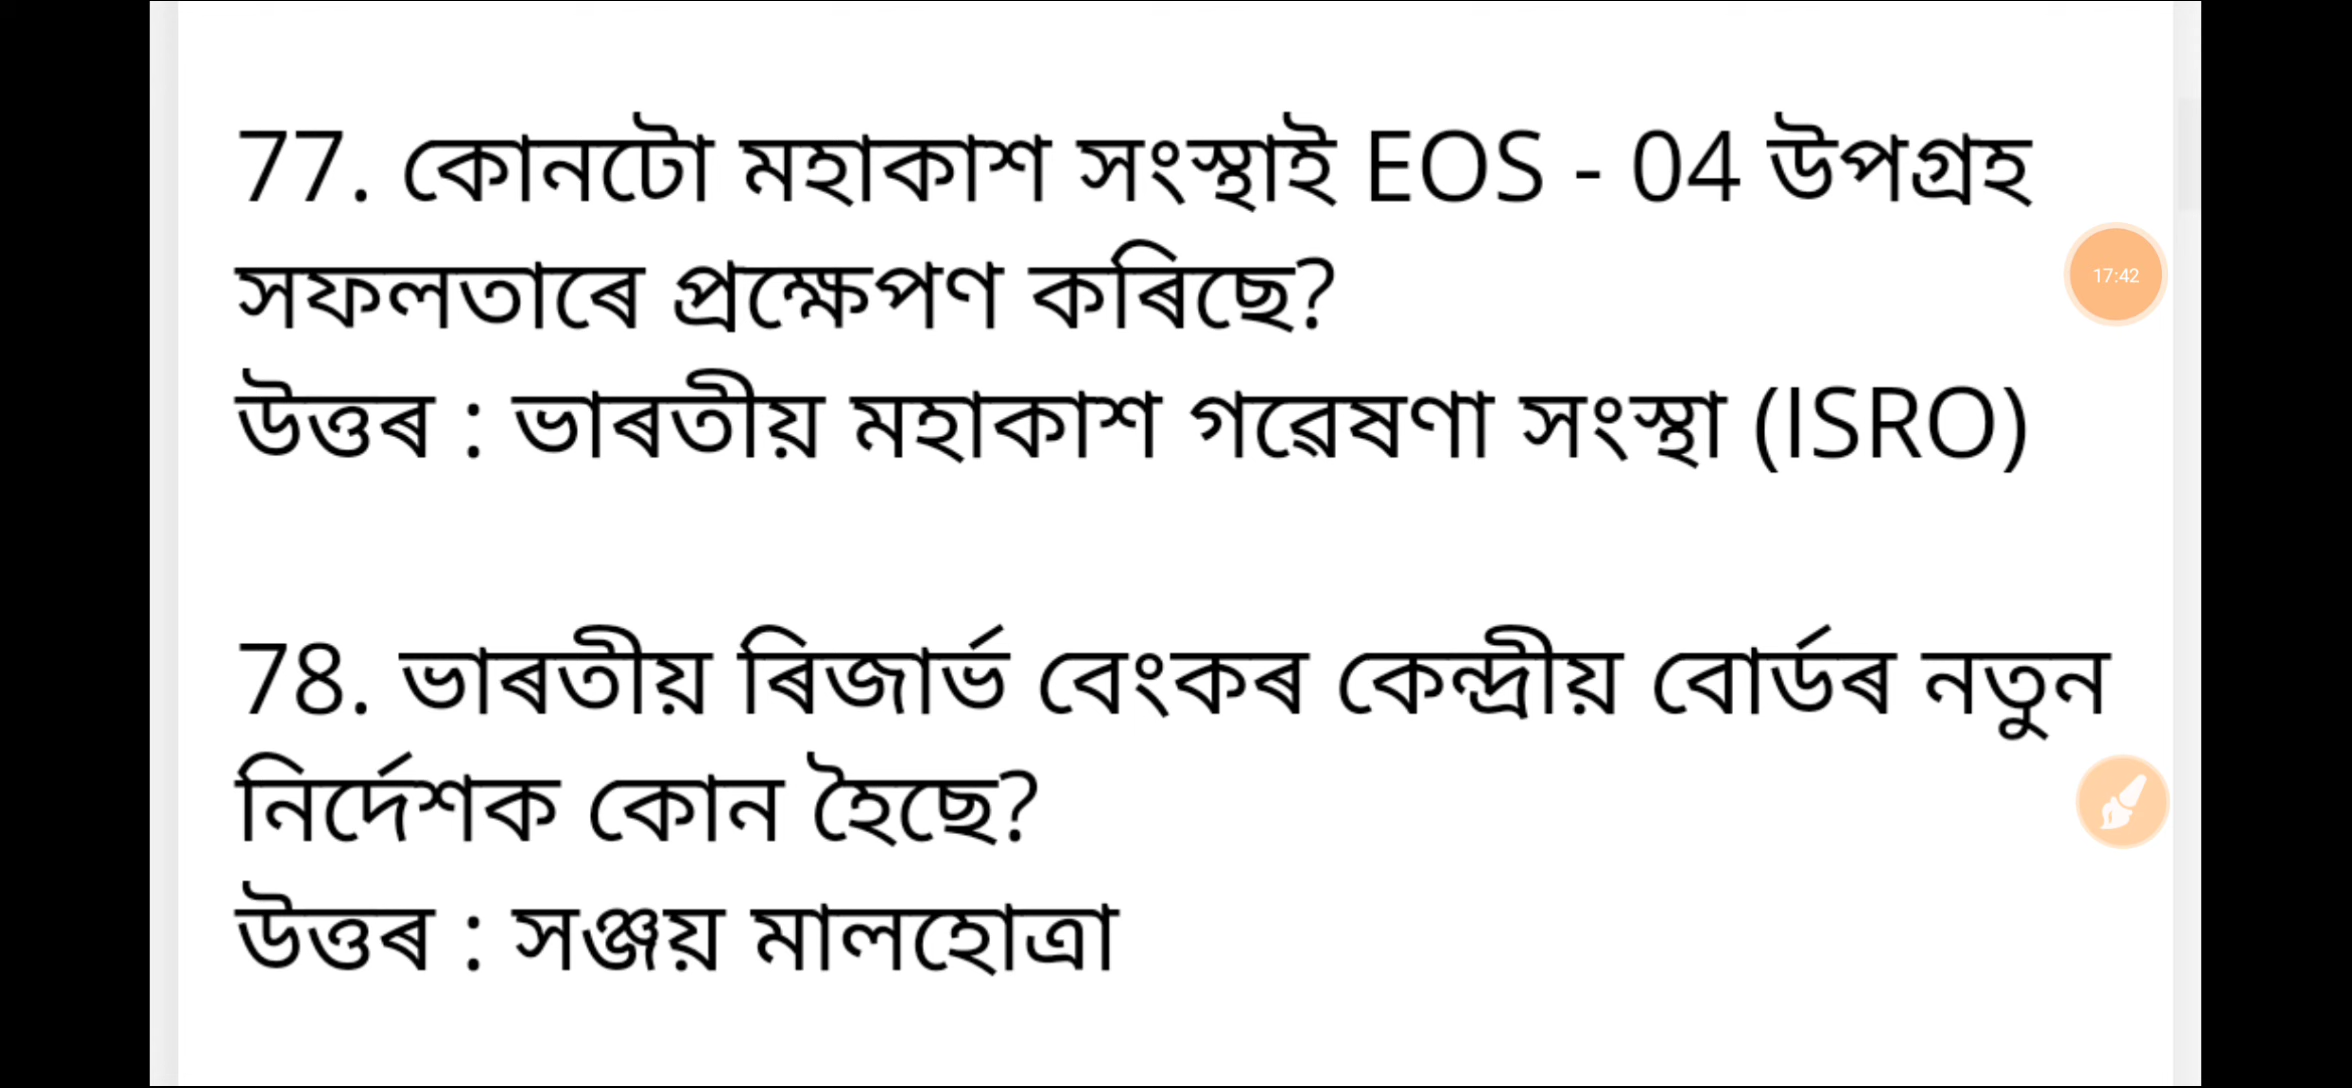 77. কোনটো মহাকাশ সংস্থাই EOS - 04 উপগ্ৰহ
সফলতাৰে প্ৰক্ষেপণ কৰিছে?
17:42
উত্তৰ : ভাৰতীয় মহাকাশ গৱেষণা সংস্থা (ISRO)
78. ভাৰতীয় ৰিজাৰ্ভ বেংকৰ কেন্দ্ৰীয় বোৰ্ডৰ নতুন
নিৰ্দেশক কোন হৈছে?
উত্তৰ : সঞ্জয় মালহোত্ৰা